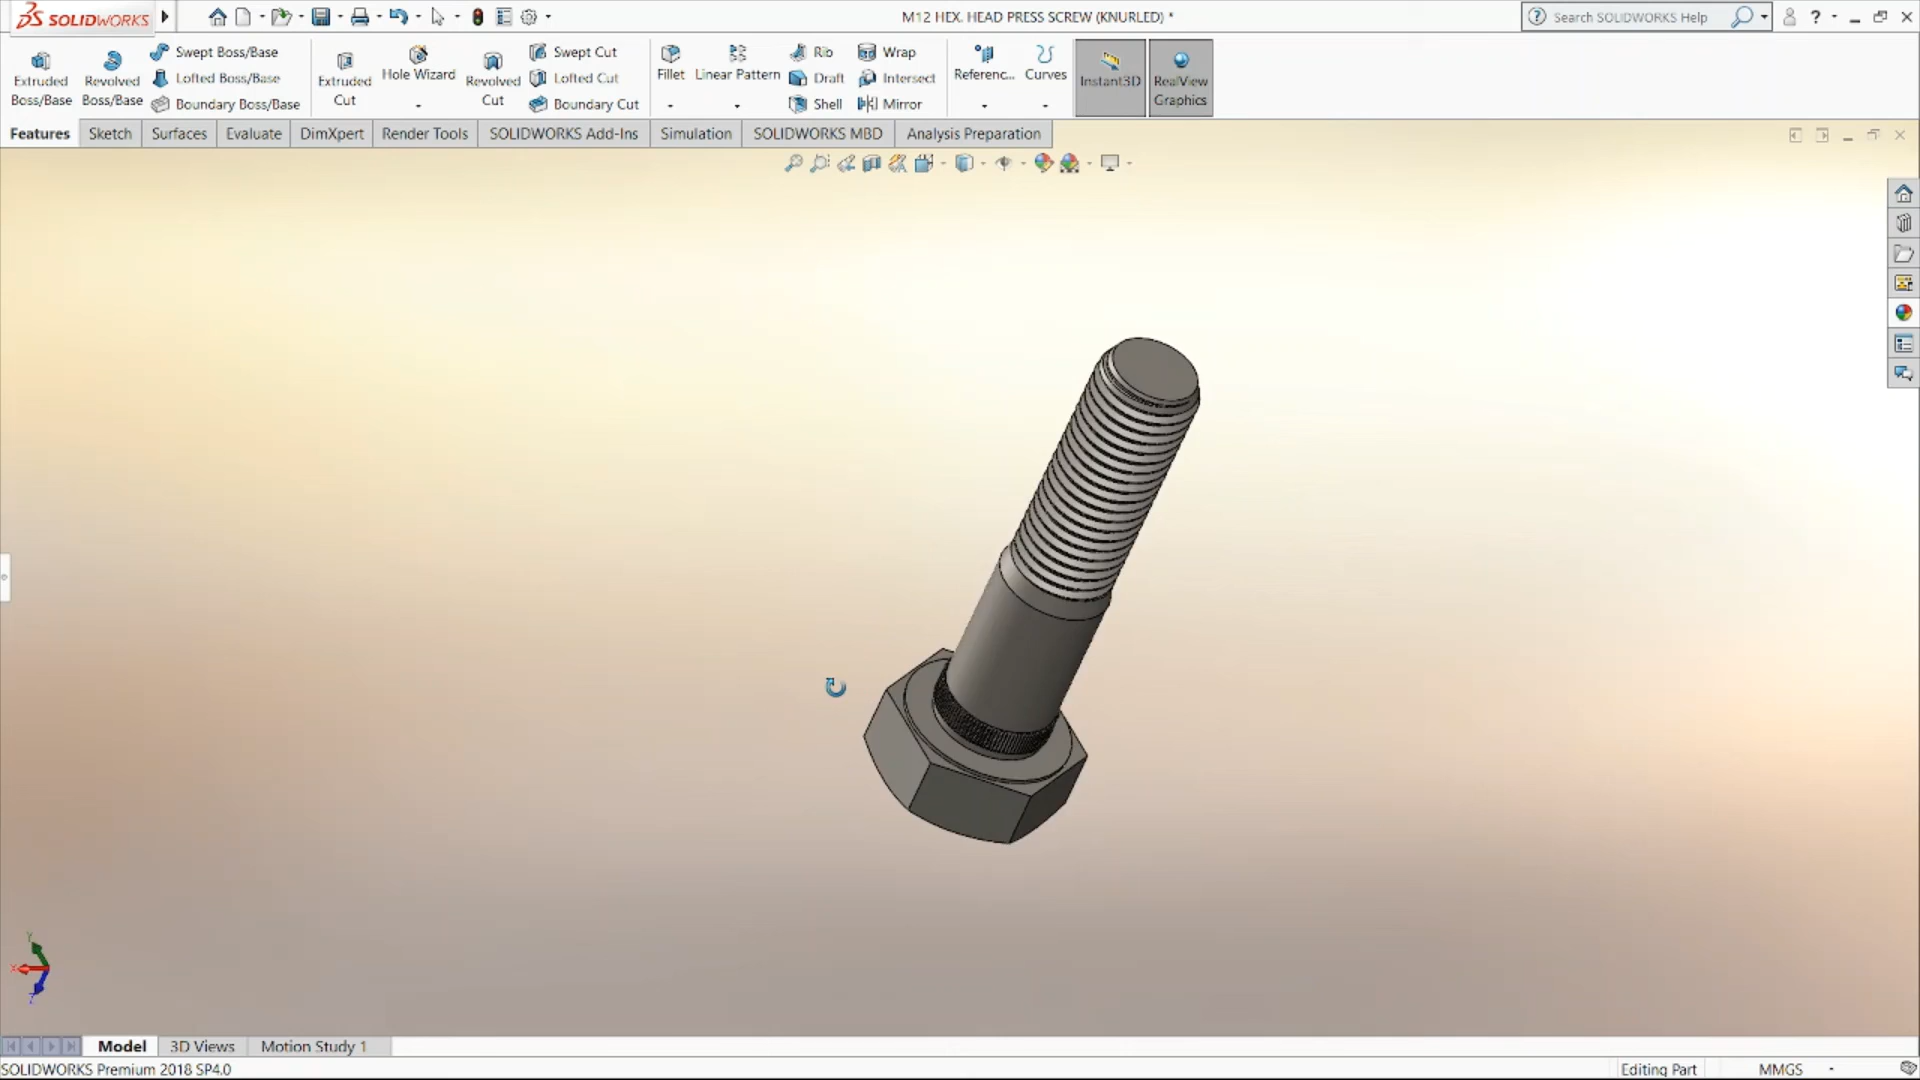 SOLIDWORKS
M12 HEX. HEAD PRESS SCREW (KNURLED) *
Search SOLIDWORKS Help
?
Extruded Boss/Base
Revolved Boss/Base
Swept Boss/Base
Lofted Boss/Base
Boundary Boss/Base
Extruded Cut
Hole Wizard
Revolved Cut
Swept Cut
Lofted Cut
Boundary Cut
Fillet
Linear Pattern
Rib
Draft
Shell
Wrap
Intersect
Mirror
Referenc...
Curves
Instant3D
RealView Graphics
Features
Sketch
Surfaces
Evaluate
DimXpert
Render Tools
SOLIDWORKS Add-Ins
Simulation
SOLIDWORKS MBD
Analysis Preparation
Y
X
Z
Model
3D Views
Motion Study 1
SOLIDWORKS Premium 2018 SP4.0
Editing Part
MMGS